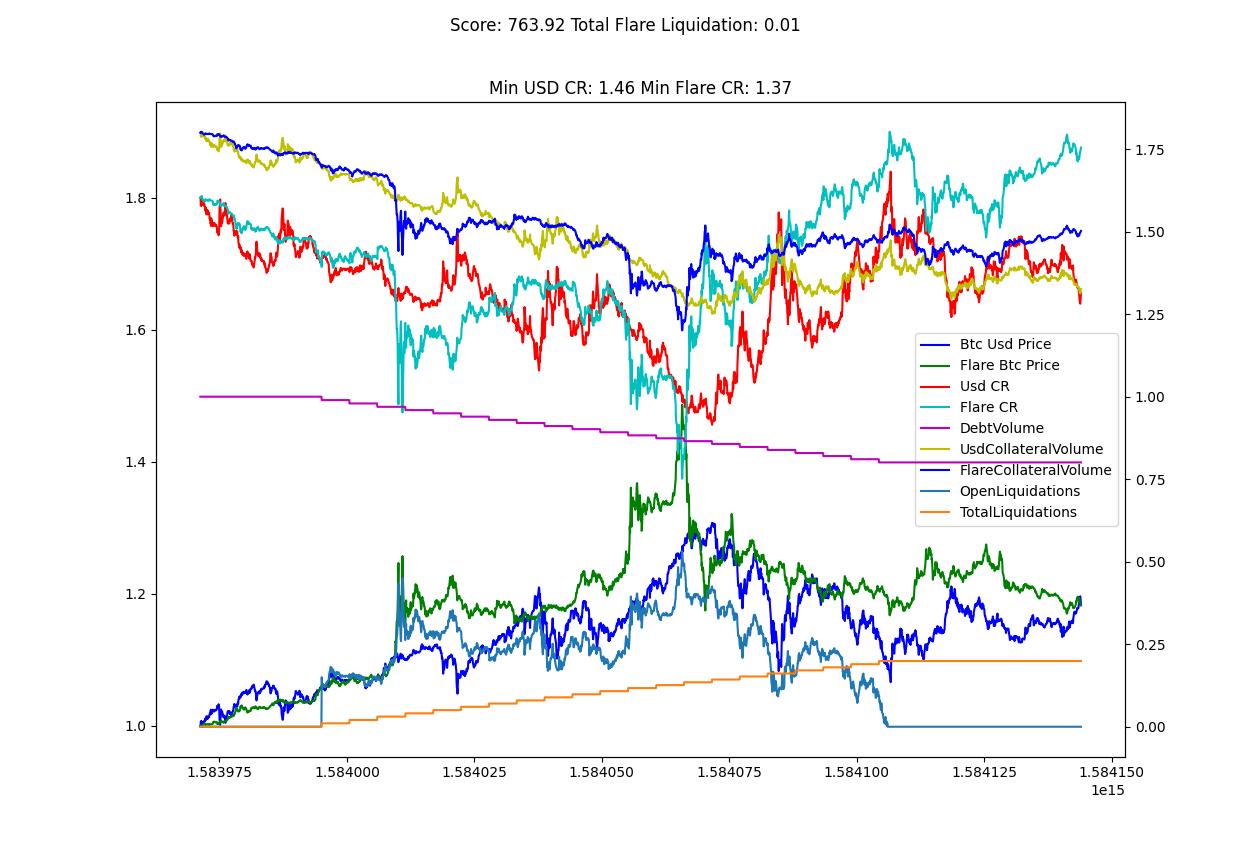 Score: 763.92 Total Flare Liquidation: 0.01
Min USD CR: 1.46 Min Flare CR: 1.37
1.8
1.6
1.4
1.2
1.0
1.75
1.50
1.25
1.00
0.75
0.50
0.25
0.00
Btc Usd Price
Flare Btc Price
Usd CR
Flare CR
DebtVolume
UsdCollateralVolume
FlareCollateralVolume
OpenLiquidations
TotalLiquidations
1.583975 1.584000 1.584025 1.584050 1.584075 1.584100 1.584125 1.584150
1e15